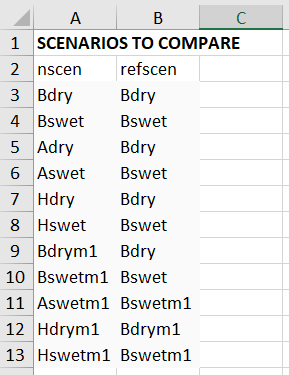 A B C
1 SCENARIOS TO COMPARE
2 nscen refscen
3 Bdry Bdry
4 Bswet Bswet
5 Adry Bdry
6 Aswet Bswet
7 Hdry Bdry
8 Hswet Bswet
9 Bdrym1 Bdry
10 Bswetm1 Bswet
11 Aswetm1 Bswetm1
12 Hdrym1 Bdrym1
13 Hswetm1 Bswetm1